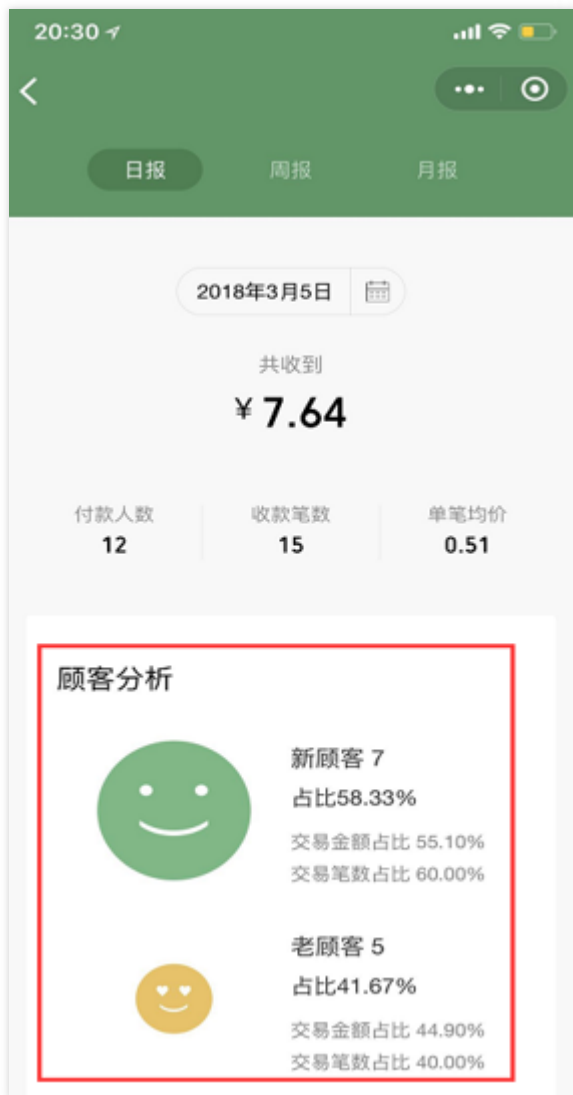 20:30
日报 周报 月报
2018年3月5日
共收到
¥ 7.64
付款人数 收款笔数 单笔均价
12 15 0.51
顾客分析
新顾客 7
占比58.33%
交易金额占比 55.10%
交易笔数占比 60.00%
老顾客 5
占比41.67%
交易金额占比 44.90%
交易笔数占比 40.00%